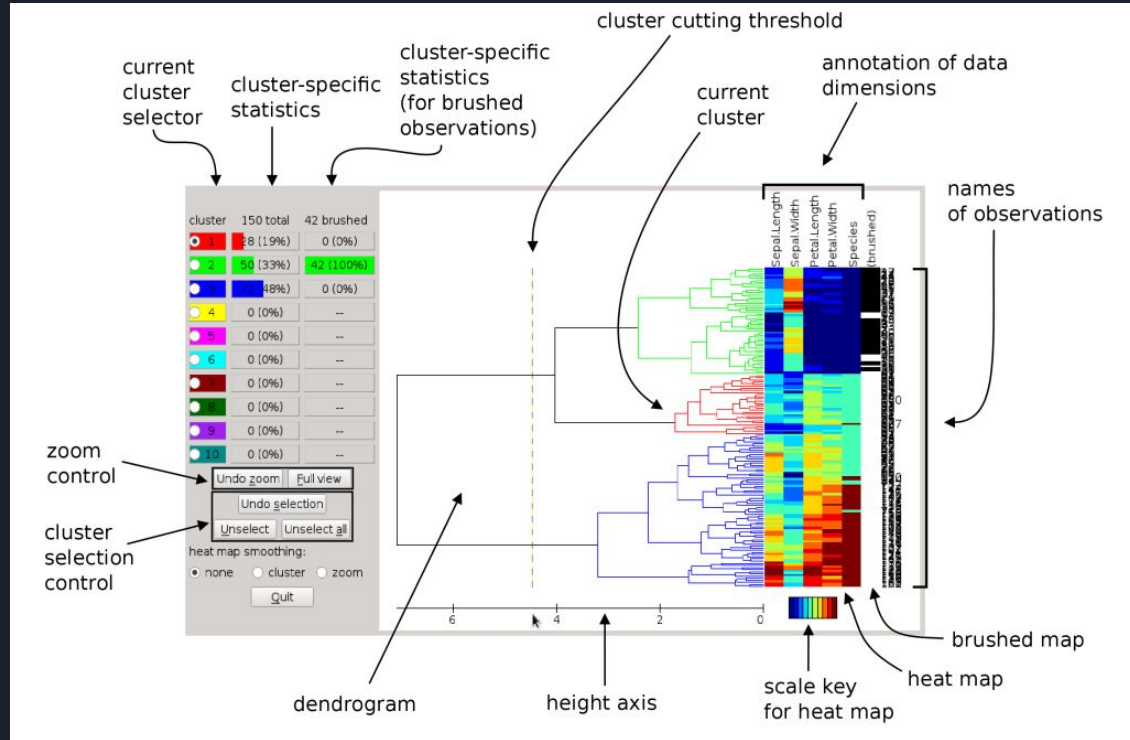 cluster cutting threshold
current
cluster
selector
cluster-specific
statistics
cluster-specific
statistics
(for brushed
observations)
current
cluster
annotation of data
dimensions
names
of observations
cluster 150 total 42 brushed
1 28 (19%) 0 (0%)
2 50 (33%) 42 (100%)
3 (48%) 0 (0%)
4 0 (0%) --
5 0 (0%) --
6 0 (0%) --
7 0 (0%) --
8 0 (0%) --
9 0 (0%) --
10 0 (0%) --
Undo zoom Full view
Undo selection
Unselect Unselect all
heat map smoothing:
none cluster zoom
Quit
zoom
control
cluster
selection
control
Sepal.Length
Sepal.Width
Petal.Length
Petal.Width
Species
(brushed)
6 4 2 0
dendrogram
height axis
scale key
for heat map
heat map
brushed map